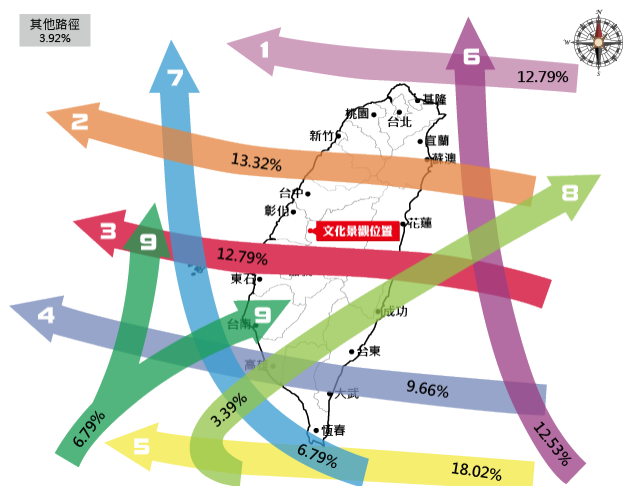 其他路徑
3.92%
1
12.79%
6
7
2
13.32%
基隆
桃園
台北
新竹
宜蘭
蘇澳
8
台中
彰化
3
9
12.79%
文化景觀位置
花蓮
東石
4
台南
9
成功
台東
高雄
9.66%
大武
3.39%
6.79%
5
恆春
6.79%
18.02%
12.53%
N
W
E
S